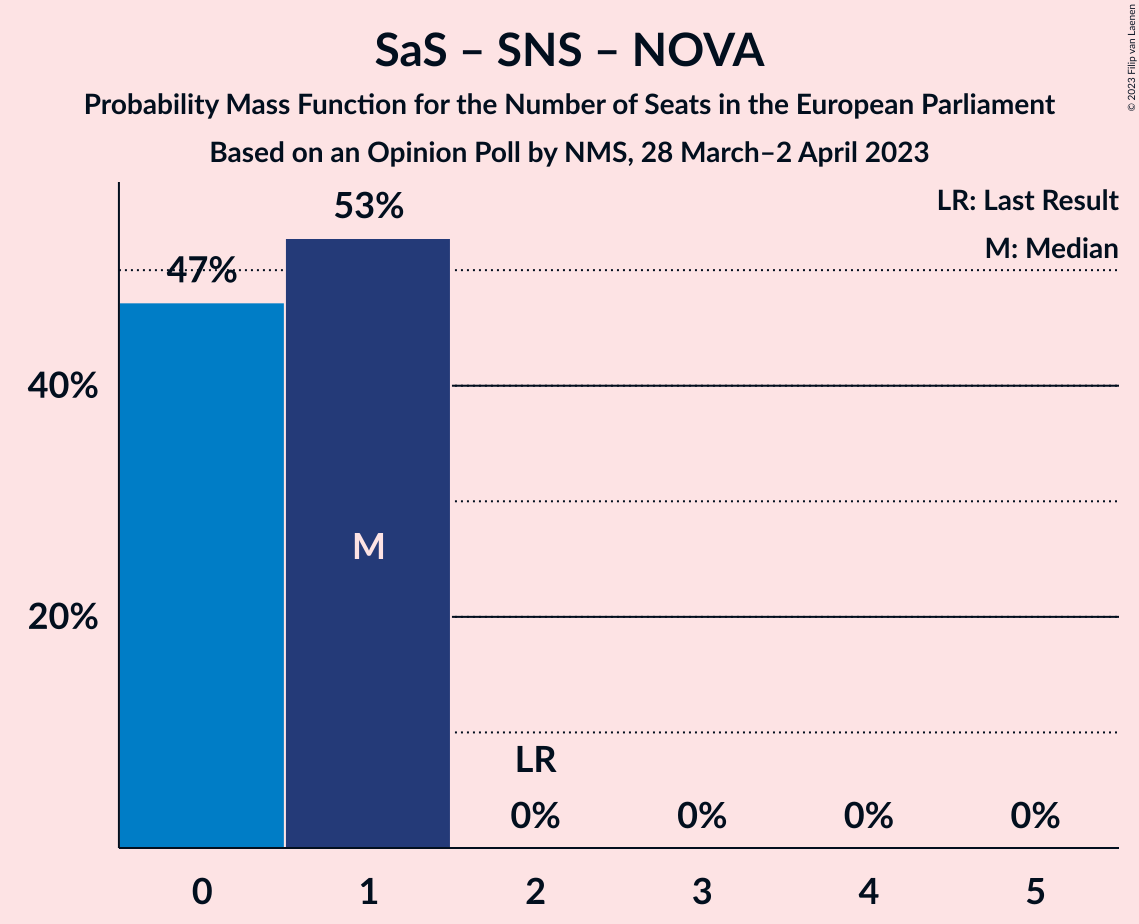 SaS – SNS – NOVA
Probability Mass Function for the Number of Seats in the European Parliament
Based on an Opinion Poll by NMS, 28 March–2 April 2023
© 2023 Filip van Laenen
LR: Last Result
M: Median
53%
47%
40%
M
20%
LR
0% 0% 0% 0%
0 1 2 3 4 5